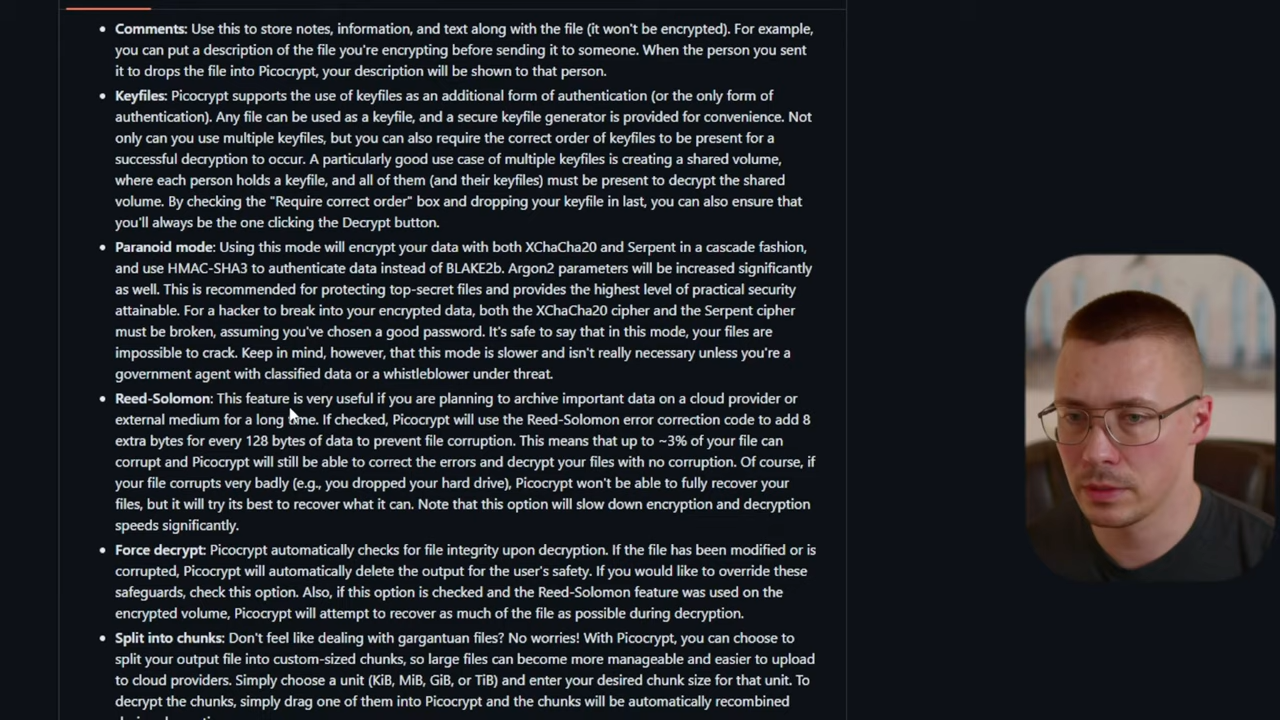 Comments: Use this to store notes, information, and text along with the file (it won't be encrypted). For example,
you can put a description of the file you're encrypting before sending it to someone. When the person you sent
it to drops the file into Picocrypt, your description will be shown to that person.
Keyfiles: Picocrypt supports the use of keyfiles as an additional form of authentication (or the only form of
authentication). Any file can be used as a keyfile, and a secure keyfile generator is provided for convenience. Not
only can you use multiple keyfiles, but you can also require the correct order of keyfiles to be present for a
successful decryption to occur. A particularly good use case of multiple keyfiles is creating a shared volume,
where each person holds a keyfile, and all of them (and their keyfiles) must be present to decrypt the shared
volume. By checking the "Require correct order" box and dropping your keyfile in last, you can also ensure that
you'll always be the one clicking the Decrypt button.
Paranoid mode: Using this mode will encrypt your data with both XChaCha20 and Serpent in a cascade fashion,
and use HMAC-SHA3 to authenticate data instead of BLAKE2b. Argon2 parameters will be increased significantly
as well. This is recommended for protecting top-secret files and provides the highest level of practical security
attainable. For a hacker to break into your encrypted data, both the XChaCha20 cipher and the Serpent cipher
must be broken, assuming you've chosen a good password. It's safe to say that in this mode, your files are
impossible to crack. Keep in mind, however, that this mode is slower and isn't really necessary unless you're a
government agent with classified data or a whistleblower under threat.
Reed-Solomon: This feature is very useful if you are planning to archive important data on a cloud provider or
external medium for a long time. If checked, Picocrypt will use the Reed-Solomon error correction code to add 8
extra bytes for every 128 bytes of data to prevent file corruption. This means that up to ~3% of your file can
corrupt and Picocrypt will still be able to correct the errors and decrypt your files with no corruption. Of course, if
your file corrupts very badly (e.g., you dropped your hard drive), Picocrypt won't be able to fully recover your
files, but it will try its best to recover what it can. Note that this option will slow down encryption and decryption
speeds significantly.
Force decrypt: Picocrypt automatically checks for file integrity upon decryption. If the file has been modified or is
corrupted, Picocrypt will automatically delete the output for the user's safety. If you would like to override these
safeguards, check this option. Also, if this option is checked and the Reed-Solomon feature was used on the
encrypted volume, Picocrypt will attempt to recover as much of the file as possible during decryption.
Split into chunks: Don't feel like dealing with gargantuan files? No worries! With Picocrypt, you can choose to
split your output file into custom-sized chunks, so large files can become more manageable and easier to upload
to cloud providers. Simply choose a unit (KiB, MiB, GiB, or TiB) and enter your desired chunk size for that unit. To
decrypt the chunks, simply drag one of them into Picocrypt and the chunks will be automatically recombined